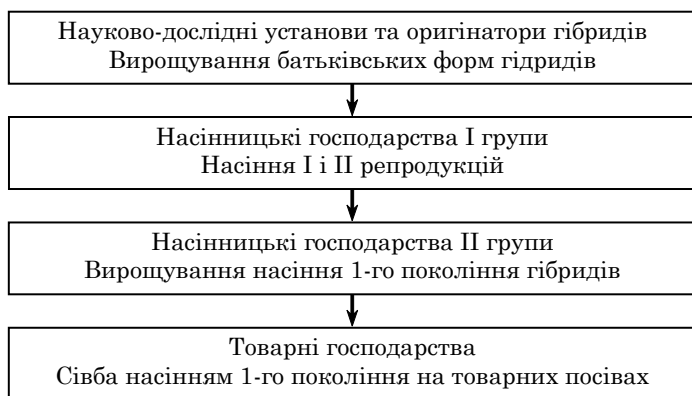 Науково-дослідні установи та оригінатори гібридів
Вирощування батьківських форм гідридів
Насінницькі господарства І групи
Насіння І і ІІ репродукцій
Насінницькі господарства ІІ групи
Вирощування насіння 1-го покоління гібридів
Товарні господарства
Сівба насінням 1-го покоління на товарних посівах